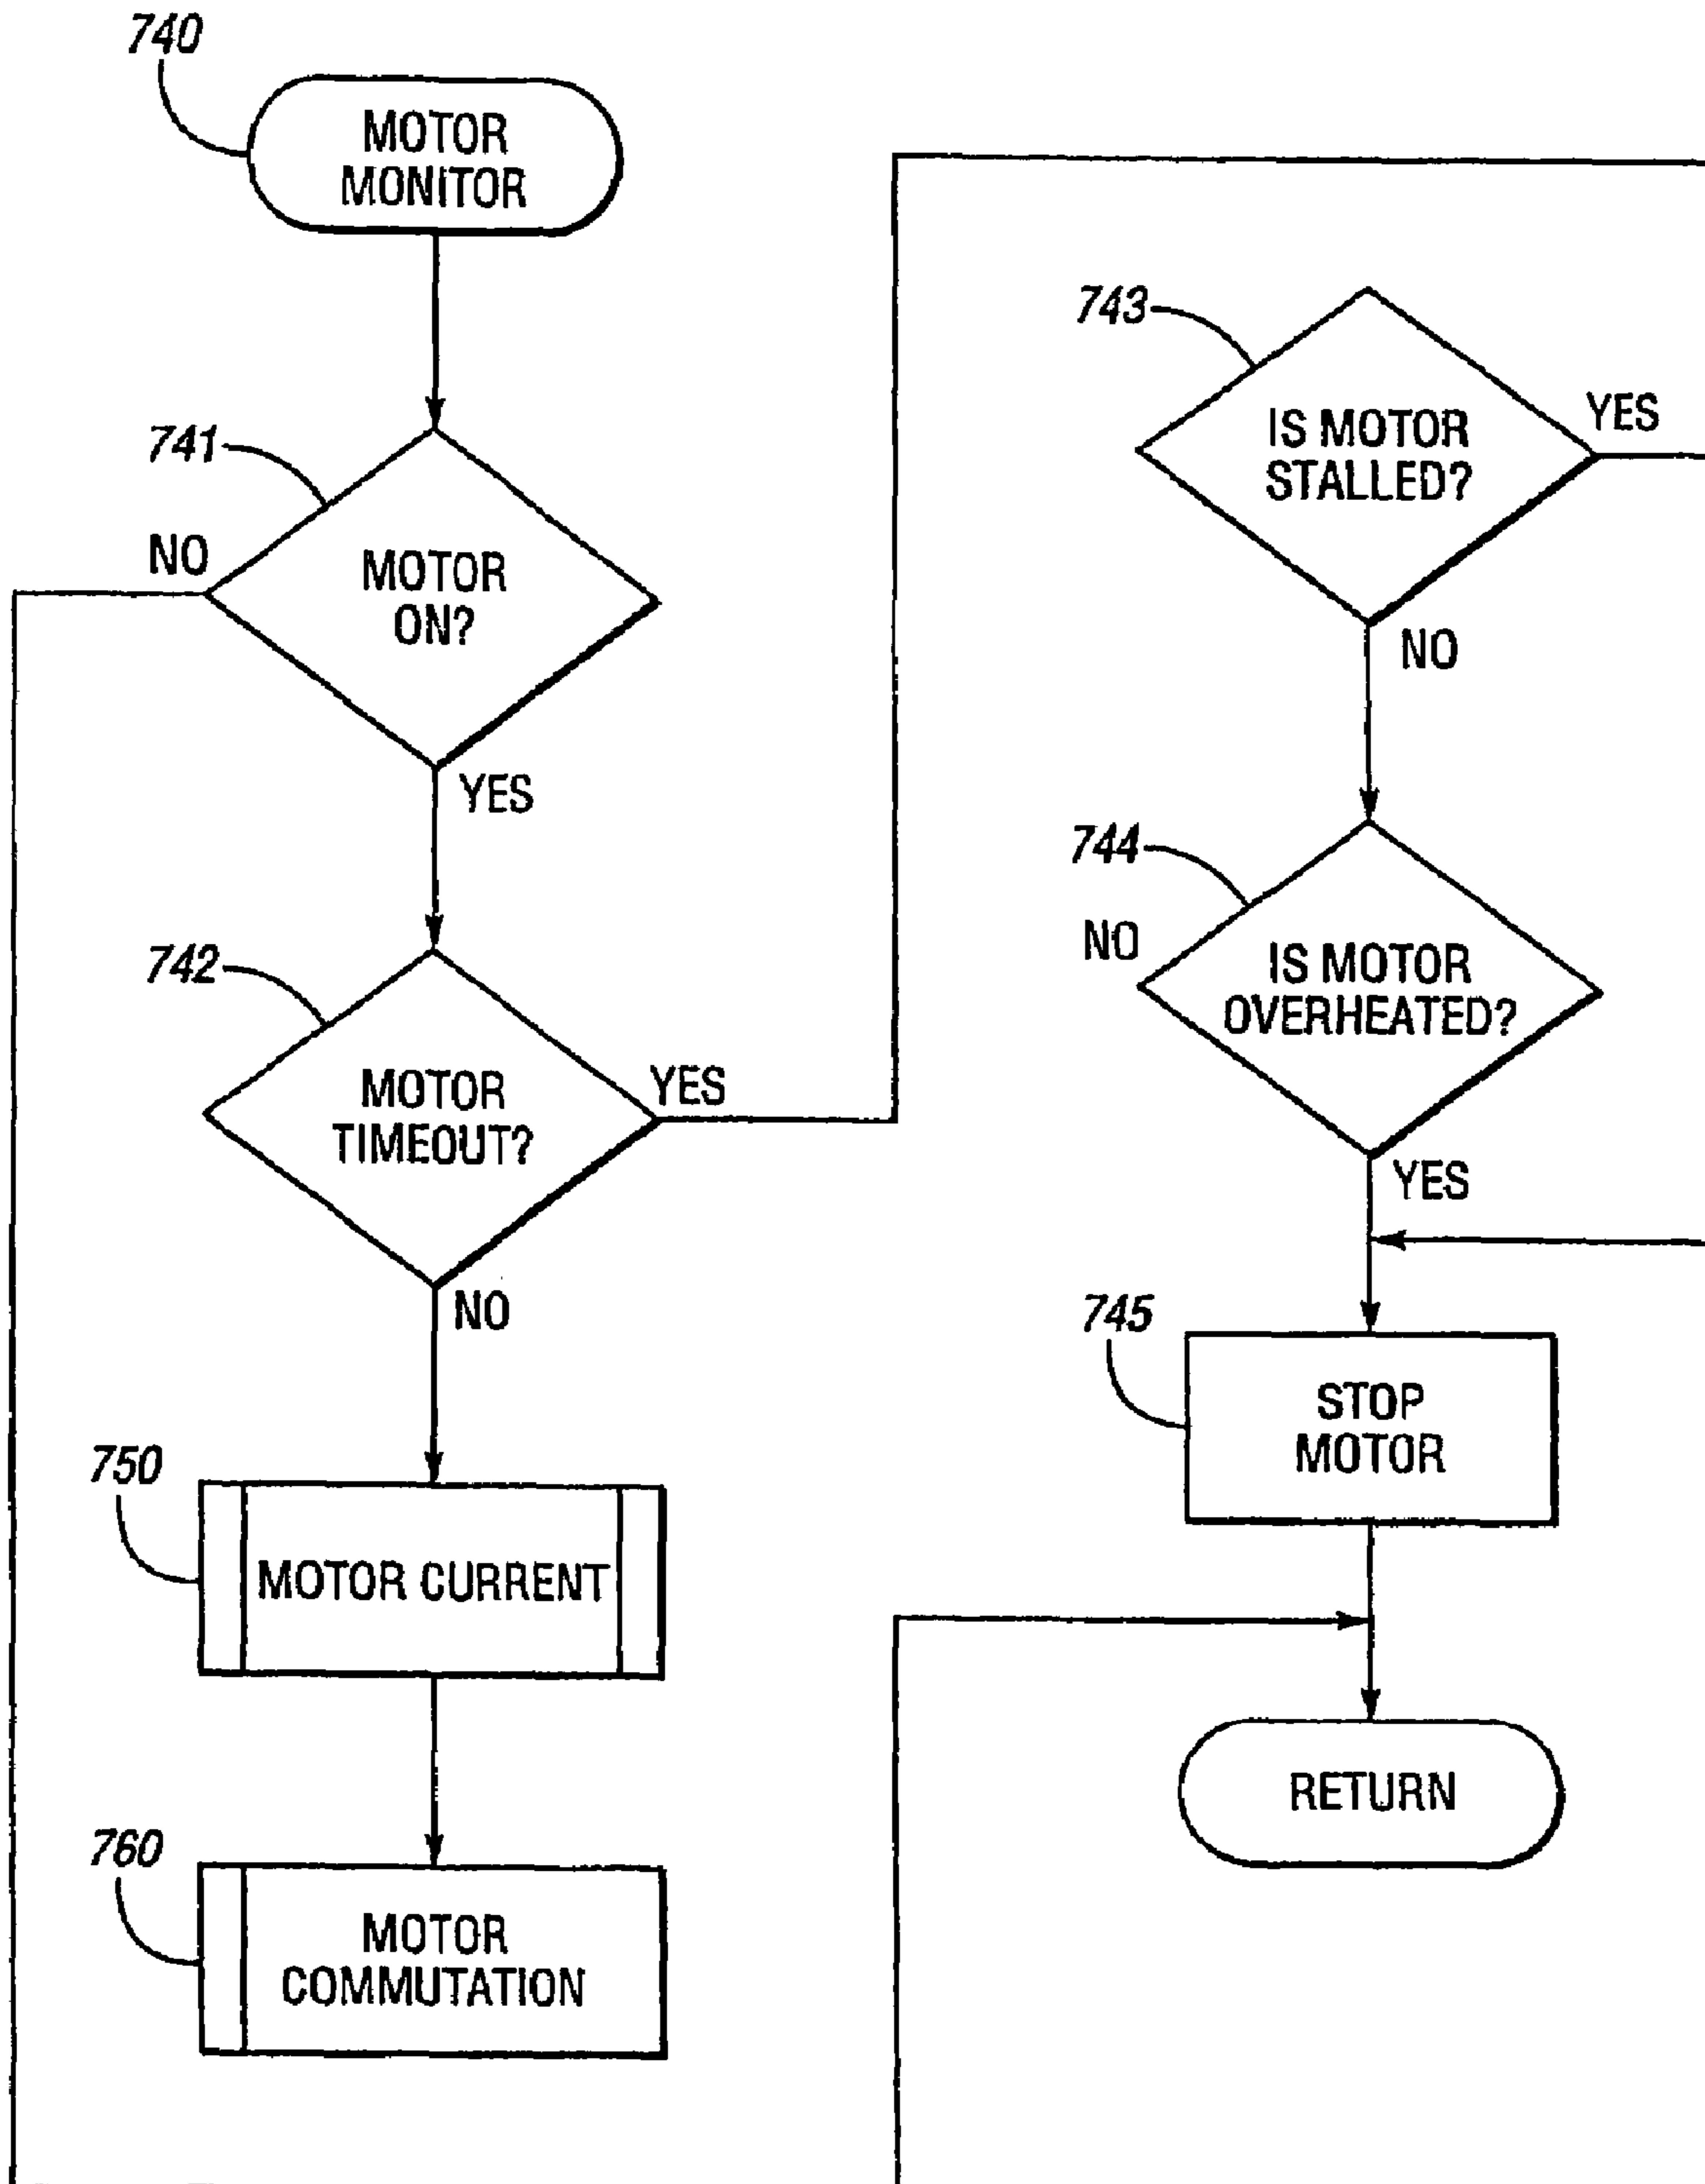 740
MOTOR
MONITOR
741
NO
MOTOR
ON?
YES
742
MOTOR
TIMEOUT?
YES
NO
750
MOTOR CURRENT
760
MOTOR
COMMUTATION
743
IS MOTOR
STALLED?
YES
NO
744
NO
IS MOTOR
OVERHEATED?
YES
745
STOP
MOTOR
RETURN